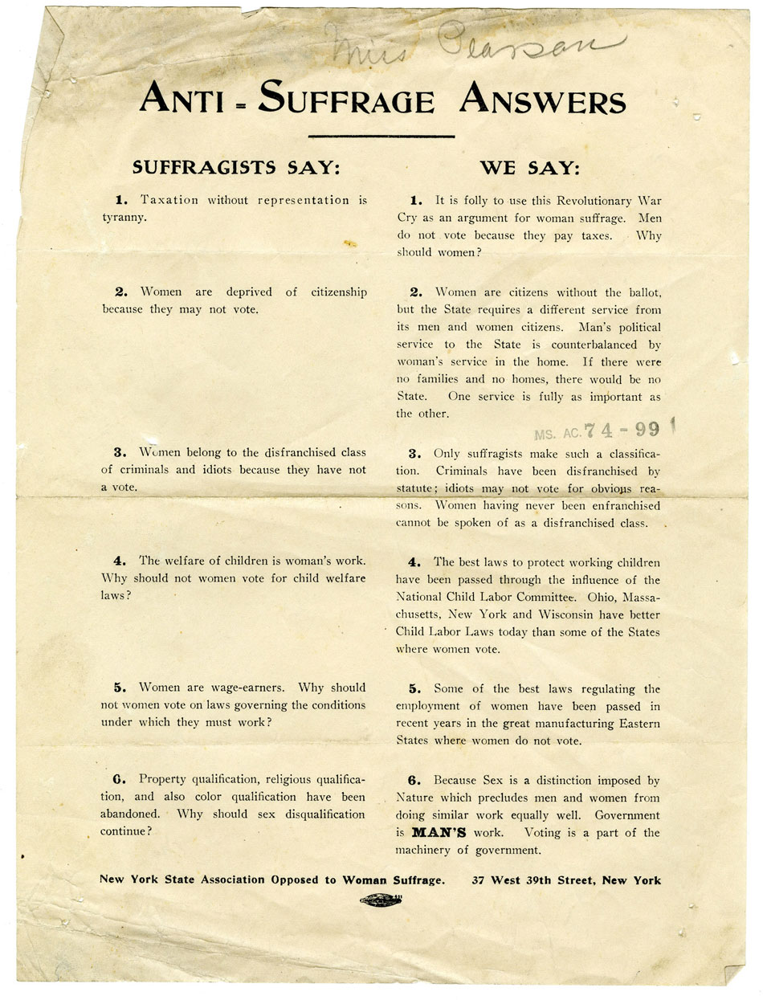 Miss Pearson
ANTI-SUFFRAGE ANSWERS
SUFFRAGISTS SAY:
1. Taxation without representation is
tyranny.
2. Women are deprived of citizenship
because they may not vote.
3. Women belong to the disfranchised class
of criminals and idiots because they have not
a vote.
4. The welfare of children is woman's work.
Why should not women vote for child welfare
laws?
5. Women are wage-earners. Why should
not women vote on laws governing the conditions
under which they must work?
6. Property qualification, religious qualifica-
tion, and also color qualification have been
abandoned. Why should sex disqualification
continue?
WE SAY:
1. It is folly to use this Revolutionary War
Cry as an argument for woman suffrage. Men
do not vote because they pay taxes. Why
should women?
2. Women are citizens without the ballot,
but the State requires a different service from
its men and women citizens. Man's political
service to the State is counterbalanced by
woman's service in the home. If there were
no families and no homes, there would be no
State. One service is fully as important as
the other.
MS. AC. 74-99
3. Only suffragists make such a classifica-
tion. Criminals have been disfranchised by
statute; idiots may not vote for obvious rea-
sons. Women having never been enfranchised
cannot be spoken of as a disfranchised class.
4. The best laws to protect working children
have been passed through the influence of the
National Child Labor Committee. Ohio, Massa-
chusetts, New York and Wisconsin have better
Child Labor Laws today than some of the States
where women vote.
5. Some of the best laws regulating the
employment of women have been passed in
recent years in the great manufacturing Eastern
States where women do not vote.
6. Because Sex is a distinction imposed by
Nature which precludes men and women from
doing similar work equally well. Government
is MAN'S work. Voting is a part of the
machinery of government.
New York State Association Opposed to Woman Suffrage. 37 West 39th Street, New York